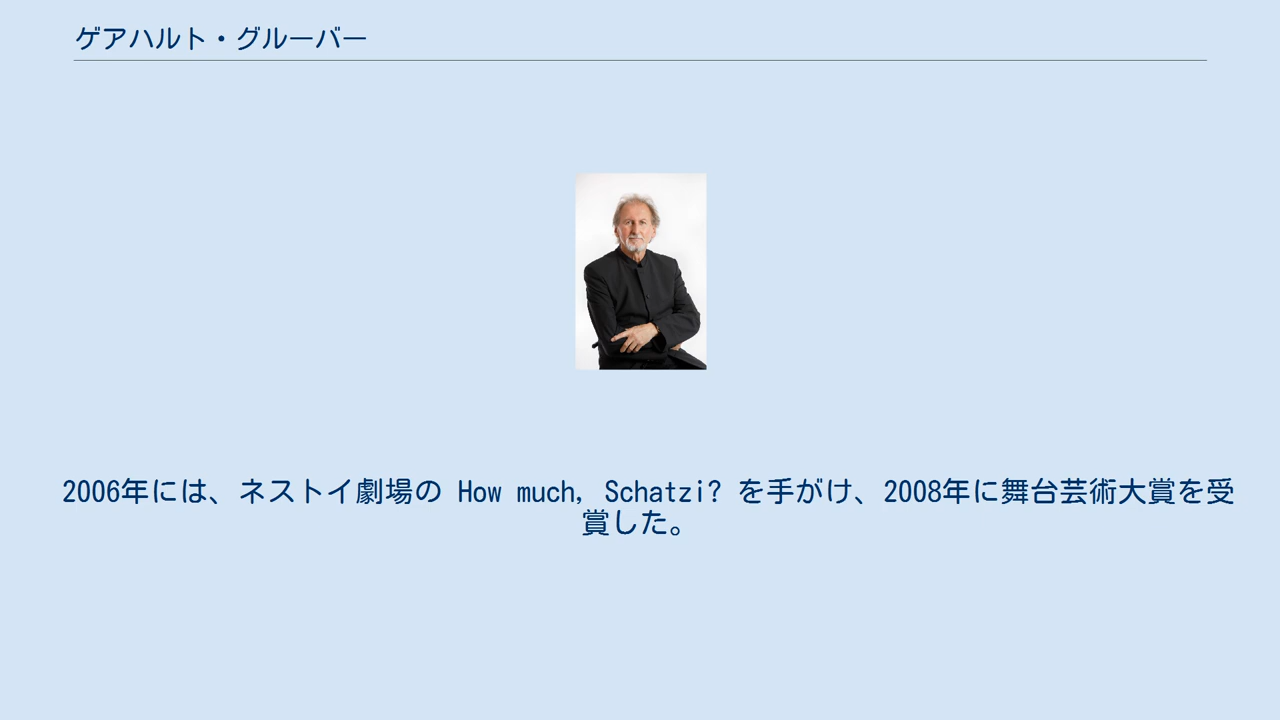 ゲアハルト・グルーバー
2006年には、ネストイ劇場の How much, Schatzi? を手がけ、2008年に舞台芸術大賞を受
賞した。